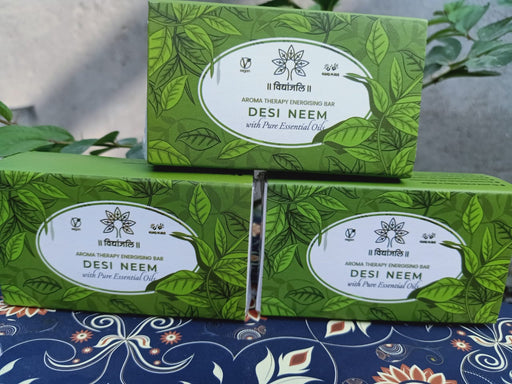 vegan
॥ विद्यांजलि ॥
AROMA THERAPY ENERGISING BAR
DESI NEEM
with Pure Essential Oils
॥ विद्यांजलि ॥
AROMA THERAPY ENERGISING BAR
DESI NEEM
with Pure Essential Oils
॥ विद्यांजलि ॥
AROMA THERAPY ENERGISING BAR
DESI NEEM
with Pure Essential Oils